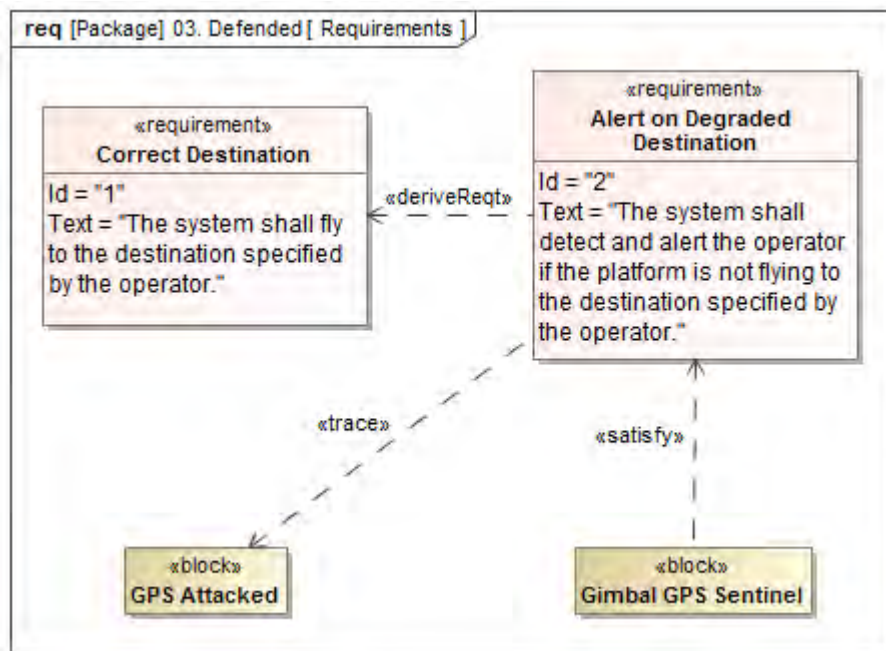 req [Package] 03. Defended [ Requirements ]
«requirement»
Correct Destination
Id = "1"
Text = "The system shall fly
to the destination specified
by the operator."
«deriveReqt»
«requirement»
Alert on Degraded
Destination
Id = "2"
Text = "The system shall
detect and alert the operator
if the platform is not flying to
the destination specified by
the operator."
«trace»
«satisfy»
«block»
GPS Attacked
«block»
Gimbal GPS Sentinel